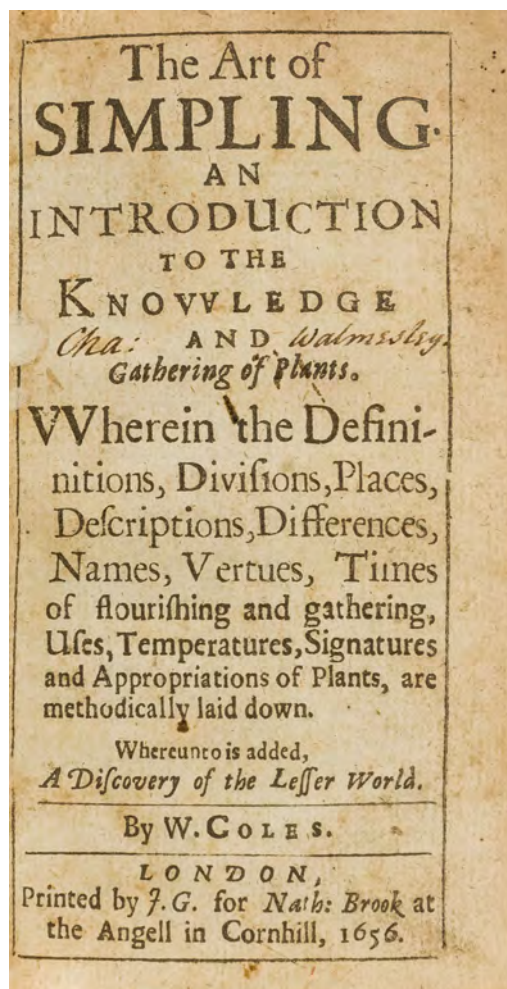 The Art of
SIMPLING.
AN
INTRODUCTION
TO THE
KNOVVLEDGE
Cha: AND Walmesley.
Gathering of Plants.
VVherein the Defini-
nitions, Diviſions, Places,
Deſcriptions, Differences,
Names, Vertues, Times
of flouriſhing and gathering,
Uſes, Temperatures, Signatures
and Appropriations of Plants, are
methodically laid down.
Whereunto is added,
A Diſcovery of the Leſſer World.
By W. COLES.
LONDON,
Printed by J. G. for Nath: Brook at
the Angell in Cornhill, 1656.